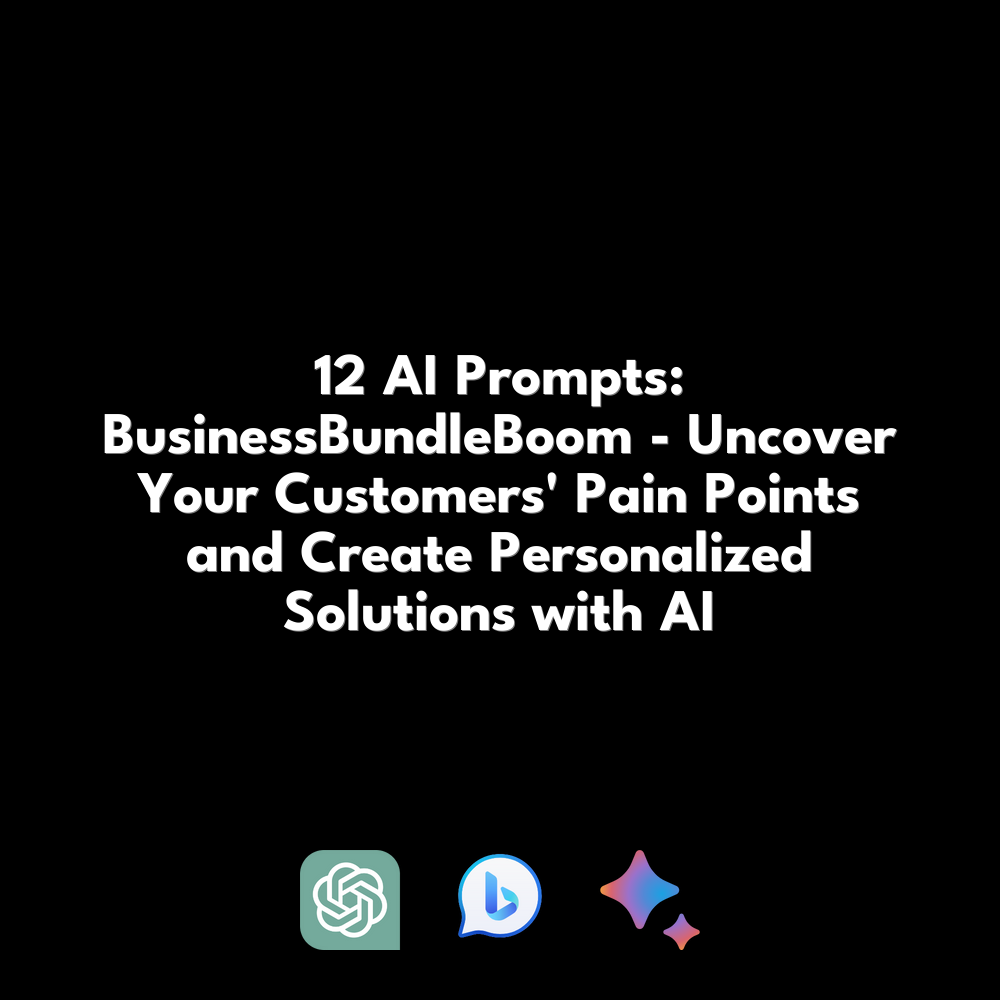 12 AI Prompts:
BusinessBundleBoom - Uncover
Your Customers' Pain Points
and Create Personalized
Solutions with AI